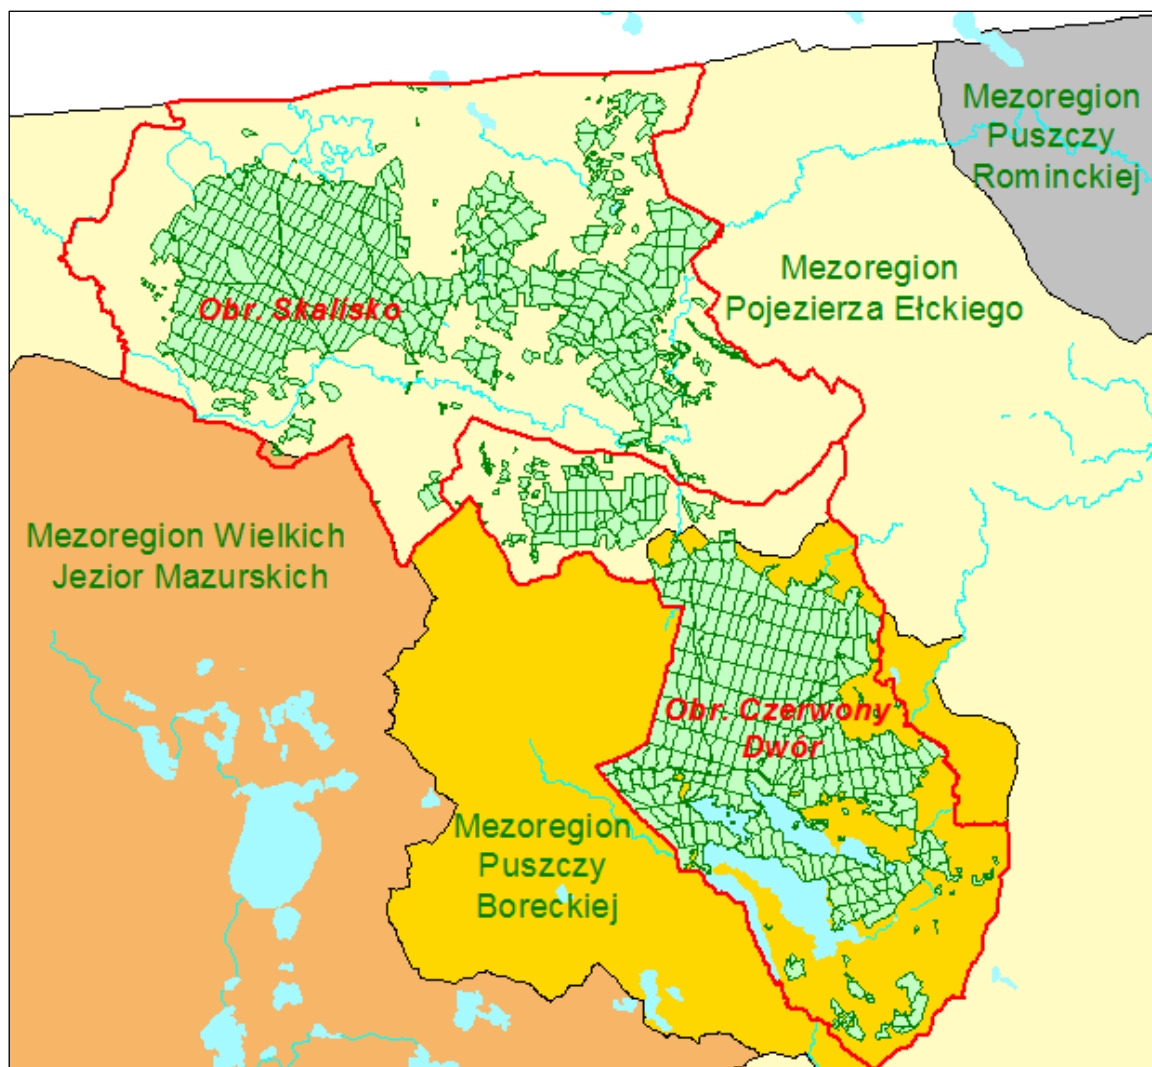 Mezoregion
Puszczy
Rominckiej
Mezoregion
Pojezierza Ełckiego
Obr. Skalisko
Mezoregion Wielkich
Jezior Mazurskich
Obr. Czerwony
Dwór
Mezoregion
Puszczy
Boreckiej